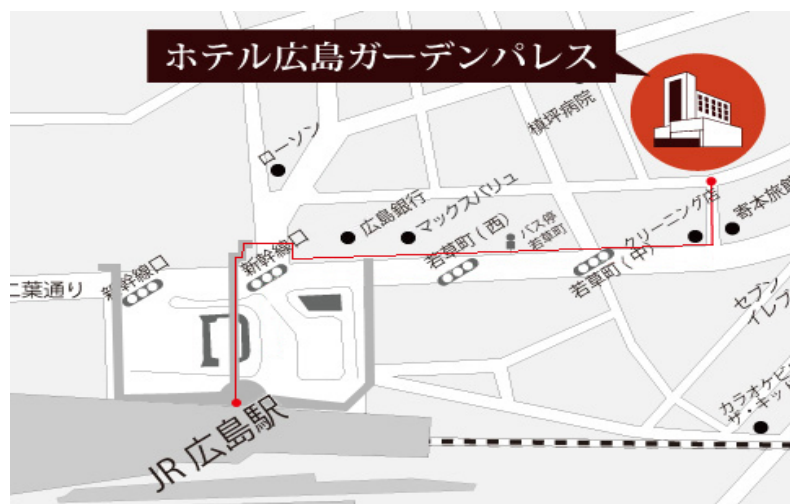 ホテル広島ガーデンパレス
槙坪病院
ローソン
広島銀行
マックスバリュ
若草町(西)
バス停
若草町
クリーニング店
寄本旅館
新幹線口
新幹線口
若草町(中)
二葉通り
セブン
イレブ
カラオケビ
ザ・キッド
JR 広島駅